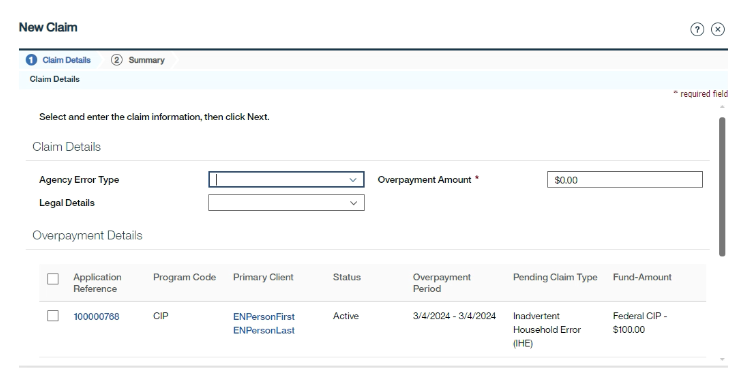 New Claim
?
1 Claim Details 2 Summary
Claim Details
* required field
Select and enter the claim information, then click Next.
Claim Details
Agency Error Type Overpayment Amount * $0.00
Legal Details
Overpayment Details
Application Reference Program Code Primary Client Status Overpayment Period Pending Claim Type Fund-Amount
100000768 CIP ENPersonFirst ENPersonLast Active 3/4/2024 - 3/4/2024 Inadvertent Household Error (IHE) Federal CIP - $100.00